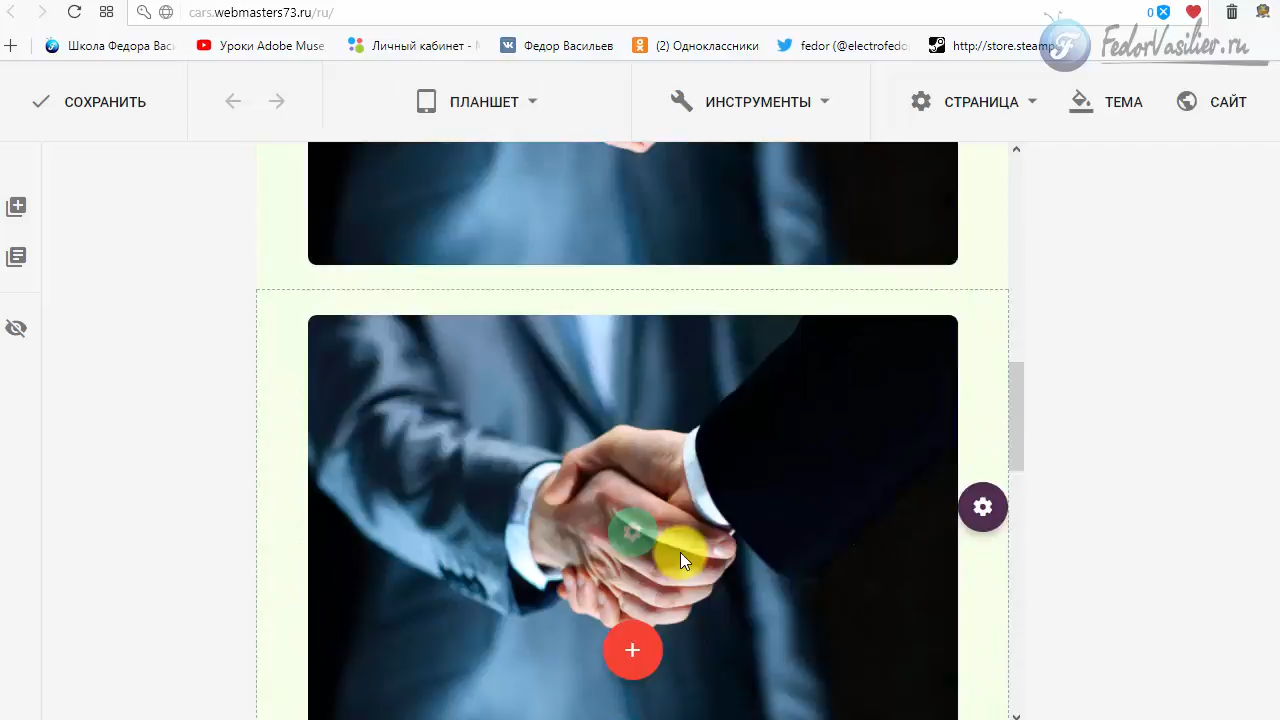 cars.webmasters73.ru/ru/
0
Школа Федора Вас
Уроки Adobe Muse
Личный кабинет -
Федор Васильев
(2) Одноклассники
fedor (@electrofedo
http://store.steamp
FedorVasiliev.ru
СОХРАНИТЬ
ПЛАНШЕТ
ИНСТРУМЕНТЫ
СТРАНИЦА
ТЕМА
САЙТ